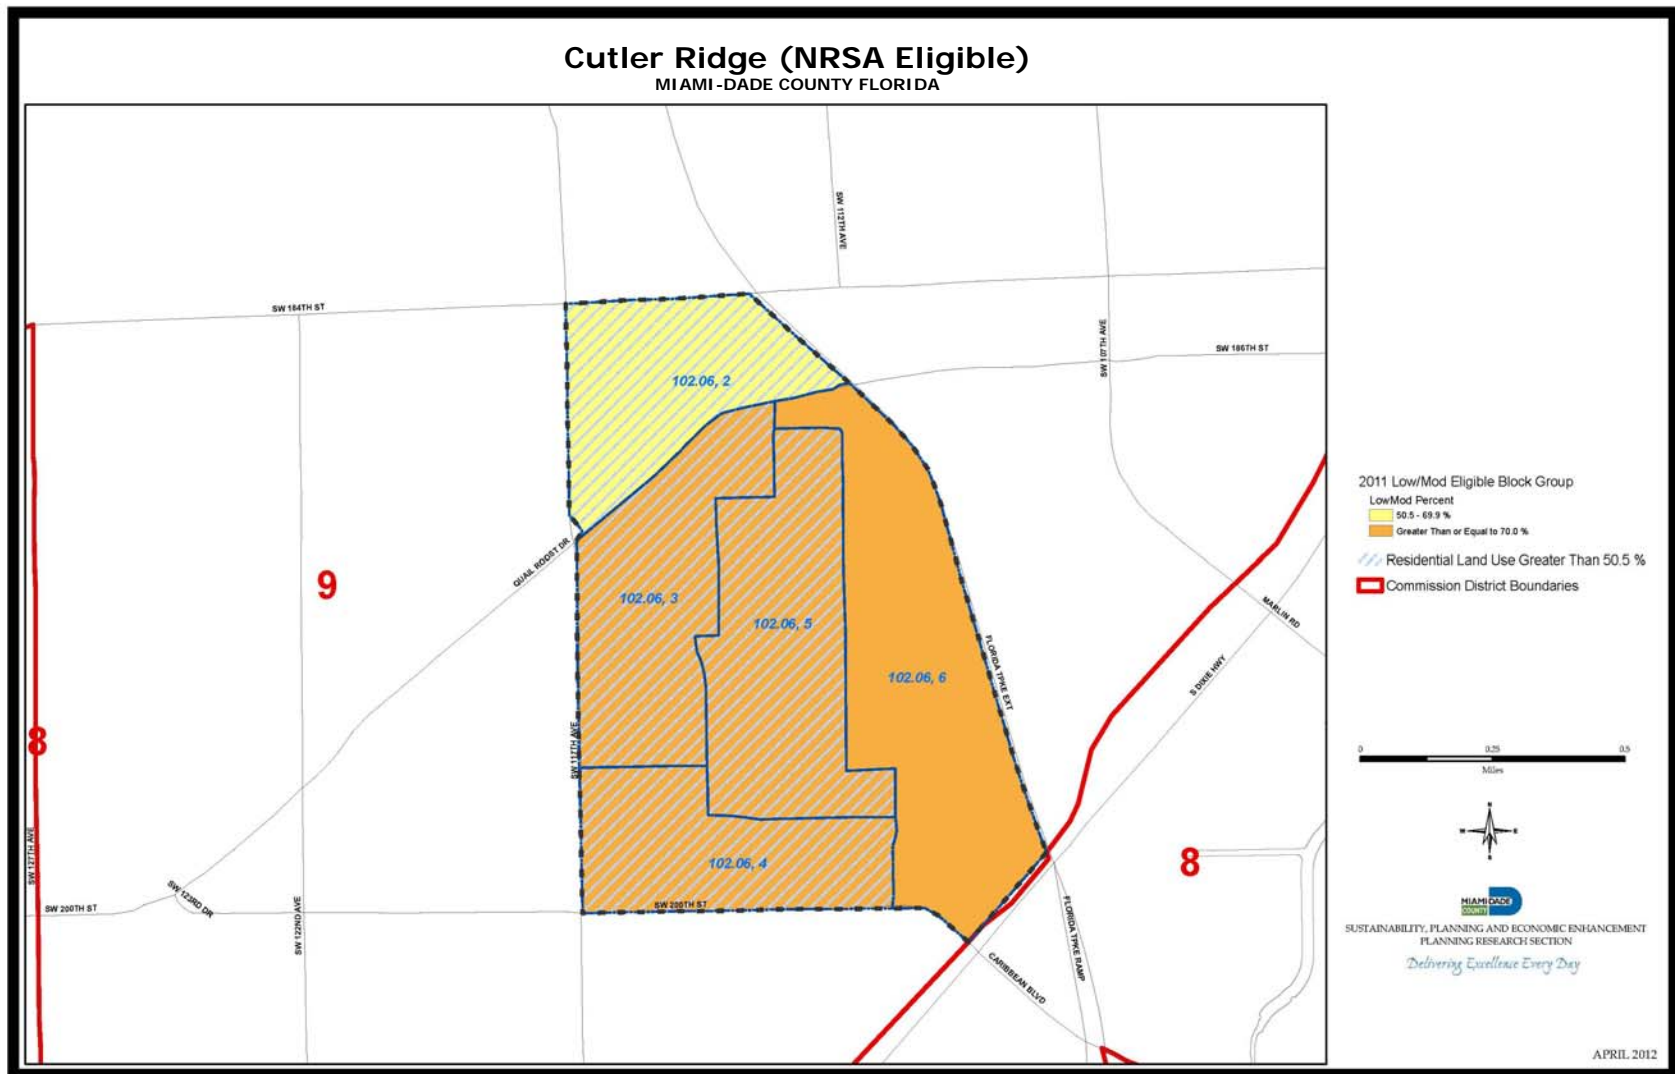 Cutler Ridge (NRSA Eligible)
MIAMI-DADE COUNTY FLORIDA
SW 112TH AVE
SW 184TH ST
SW 107TH AVE
SW 186TH ST
102.06, 2
QUAIL ROOST DR
9
102.06, 3
102.06, 5
MARLIN RD
FLORIDA TPKE EXT
S DIXIE HWY
102.06, 6
8
SW 117TH AVE
SW 127TH AVE
102.06, 4
8
SW 123RD DR
SW 200TH ST
SW 200TH ST
SW 122ND AVE
FLORIDA TPKE RAMP
CARIBBEAN BLVD
2011 Low/Mod Eligible Block Group
LowMod Percent
50.5 - 69.9 %
Greater Than or Equal to 70.0 %
Residential Land Use Greater Than 50.5 %
Commission District Boundaries
0 0.25 0.5
Miles
N
W E
S
MIAMI-DADE
COUNTY
SUSTAINABILITY, PLANNING AND ECONOMIC ENHANCEMENT
PLANNING RESEARCH SECTION
Delivering Excellence Every Day
APRIL 2012